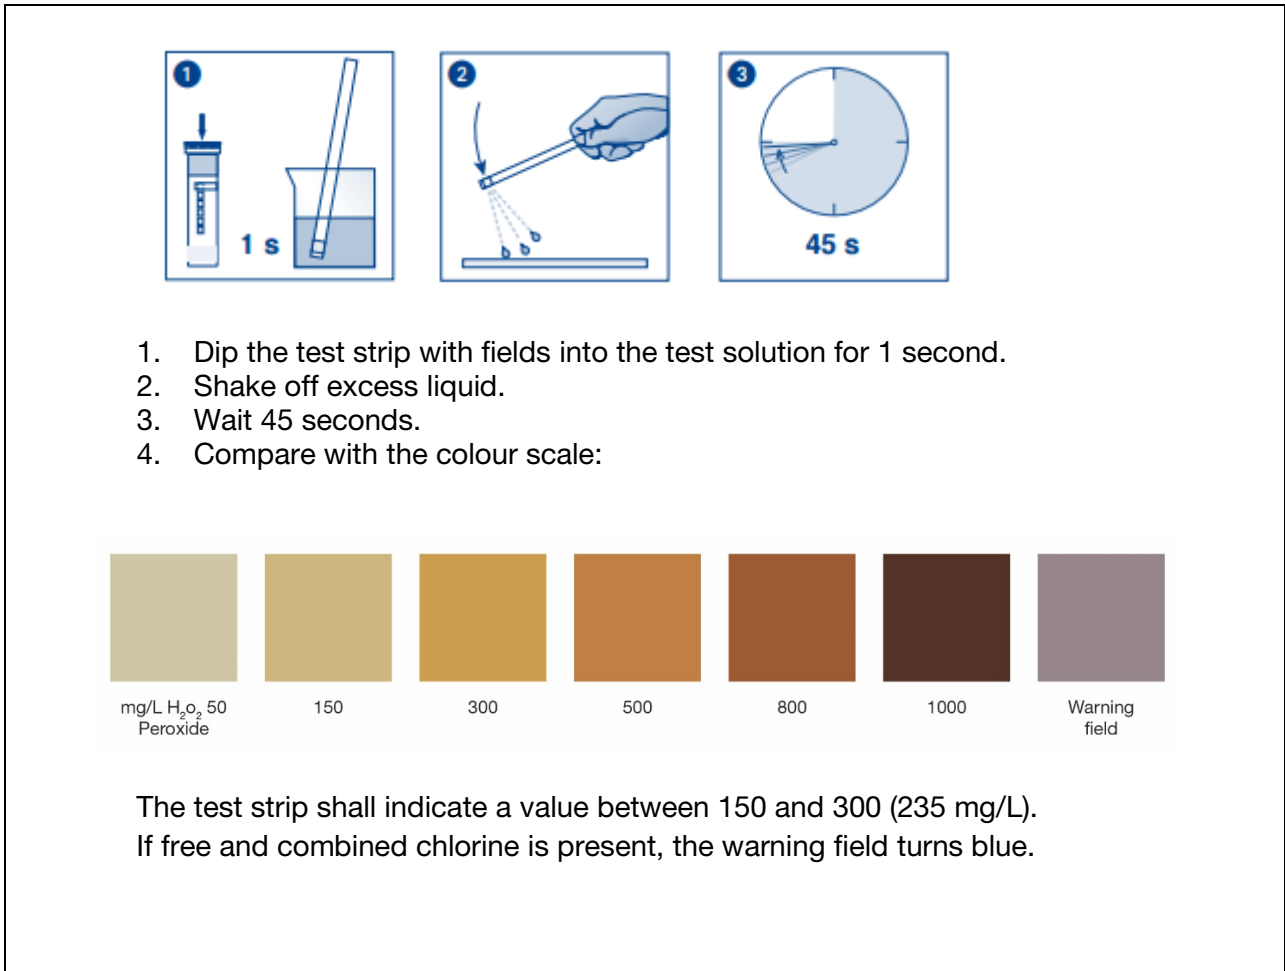 1 2 3
1 s 45 s
1. Dip the test strip with fields into the test solution for 1 second.
2. Shake off excess liquid.
3. Wait 45 seconds.
4. Compare with the colour scale:
mg/L H₂o₂ 50 150 300 500 800 1000 Warning
Peroxide field
The test strip shall indicate a value between 150 and 300 (235 mg/L).
If free and combined chlorine is present, the warning field turns blue.